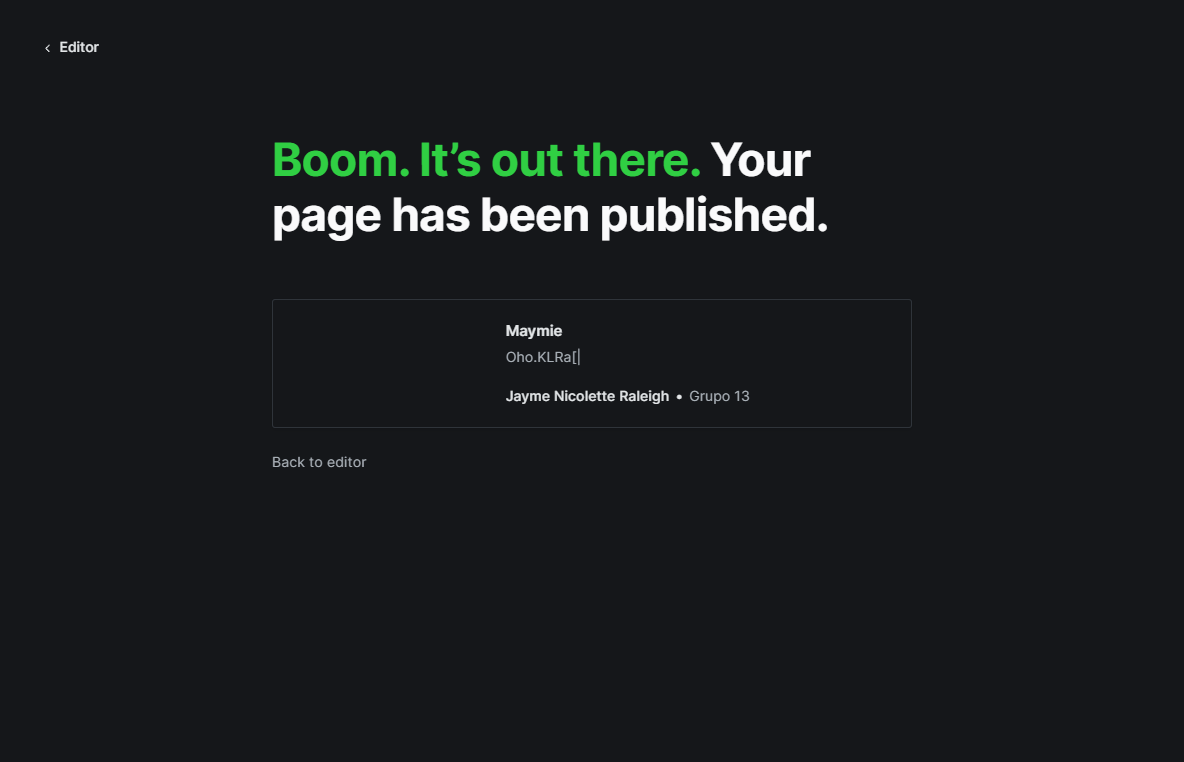 Editor
Boom. It’s out there. Your
page has been published.
Maymie
Oho.KLRa[|
Jayme Nicolette Raleigh • Grupo 13
Back to editor